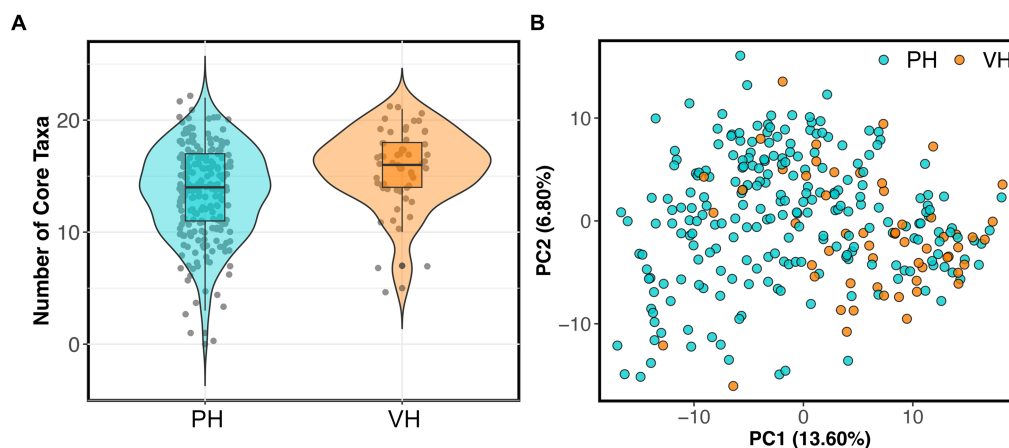 A
B
Number of Core Taxa
20
10
0
PH
VH
PH
VH
PC2 (6.80%)
10
0
−10
−10
0
10
PC1 (13.60%)